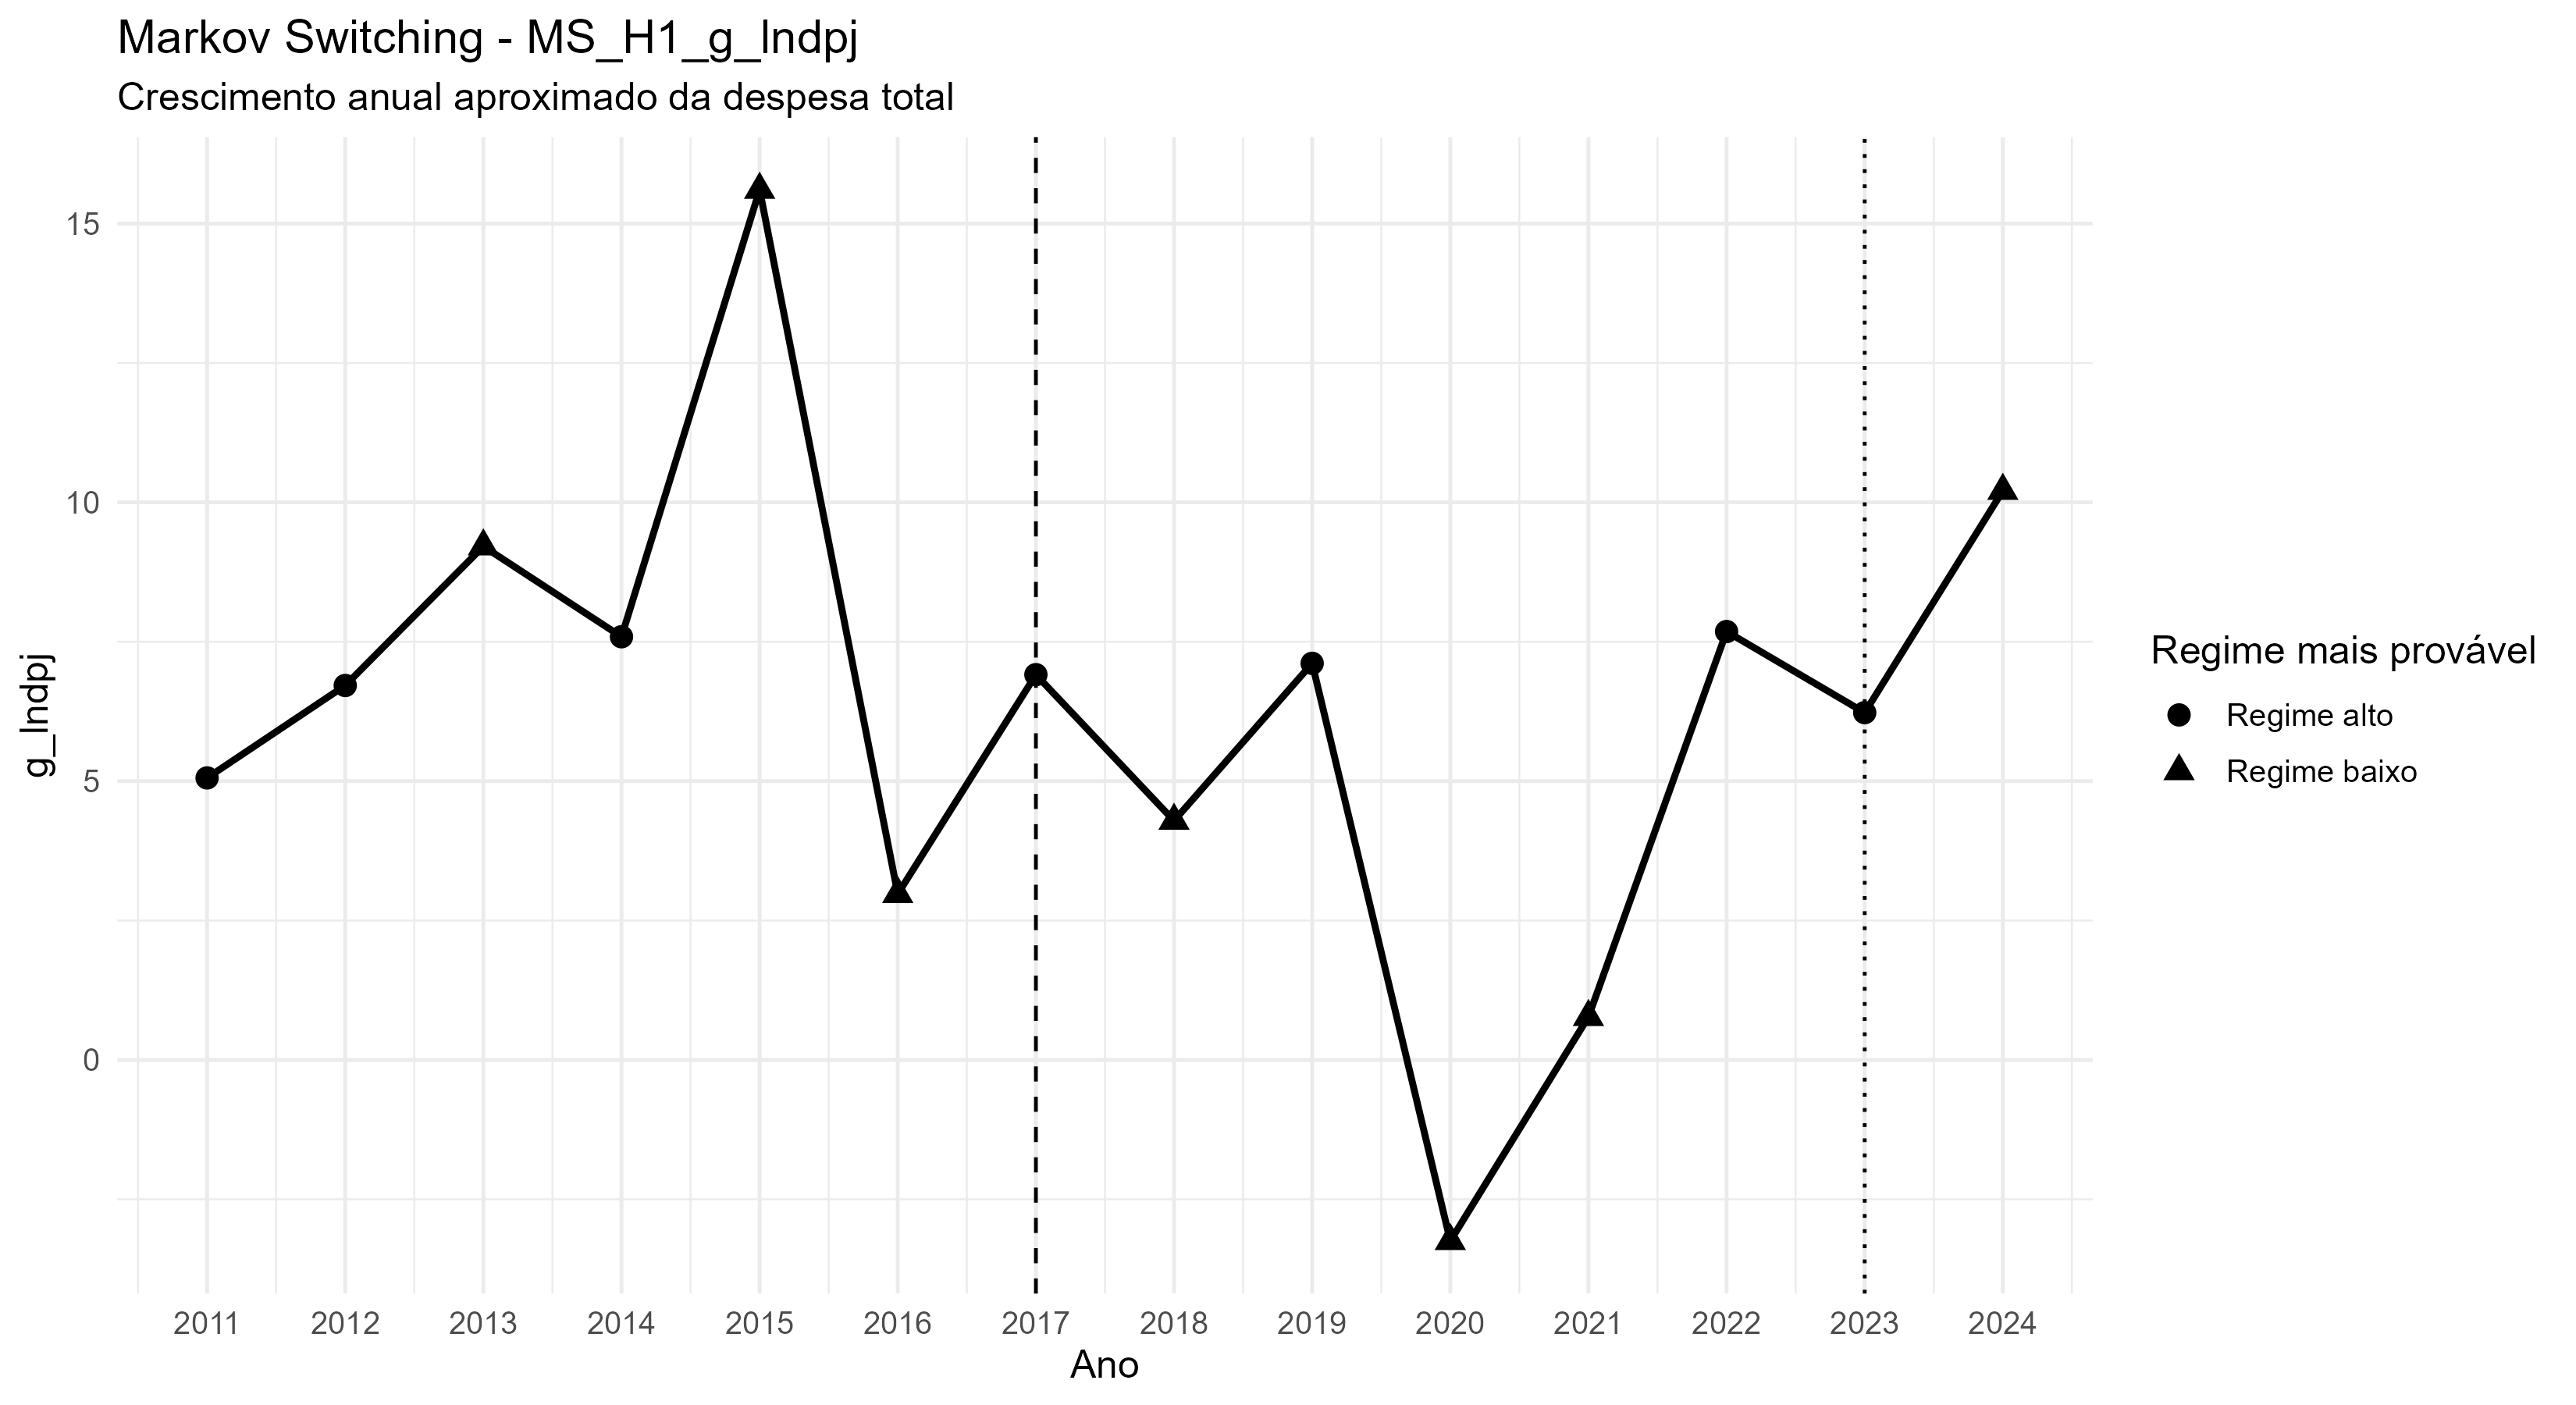 Markov Switching - MS_H1_g_lndpj
Crescimento anual aproximado da despesa total
15
10
5
0
g_lndpj
2011 2012 2013 2014 2015 2016 2017 2018 2019 2020 2021 2022 2023 2024
Ano
Regime mais provável
Regime alto
Regime baixo